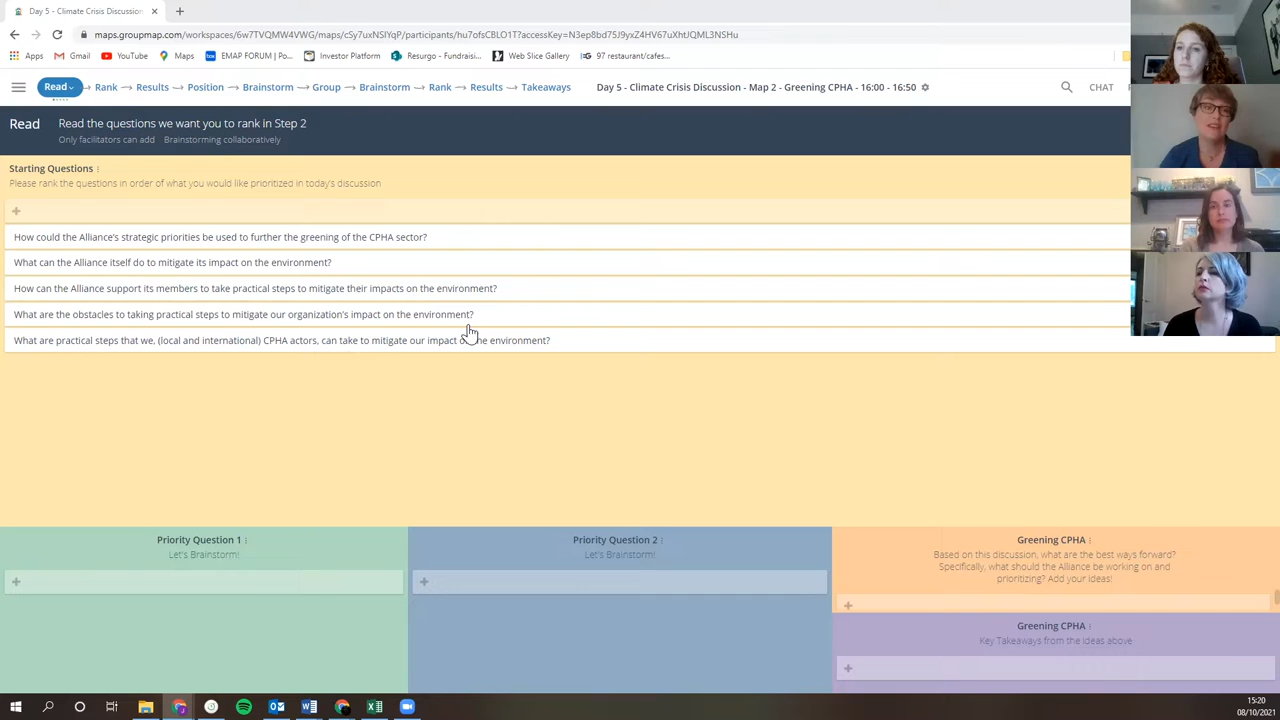 Day 5 - Climate Crisis Discussion
maps.groupmap.com/workspaces/6w7TVQMW4VWG/maps/cSy7uxNSIYqP/participants/hu7ofsCBLO1T?accessKey=N3ep8bd75J9yxZ4HV67uXhtJQML3NSHu
Apps Gmail YouTube Maps EMAP FORUM | Po... Investor Platform Resurgo - Fundraisi... Web Slice Gallery 97 restaurant/cafes...
Read Rank Results Position Brainstorm Group Brainstorm Rank Results Takeaways Day 5 - Climate Crisis Discussion - Map 2 - Greening CPHA - 16:00 - 16:50 CHAT
Read
Read the questions we want you to rank in Step 2
Only facilitators can add Brainstorming collaboratively
Starting Questions
Please rank the questions in order of what you would like prioritized in today's discussion
How could the Alliance's strategic priorities be used to further the greening of the CPHA sector?
What can the Alliance itself do to mitigate its impact on the environment?
How can the Alliance support its members to take practical steps to mitigate their impacts on the environment?
What are the obstacles to taking practical steps to mitigate our organization's impact on the environment?
What are practical steps that we, (local and international) CPHA actors, can take to mitigate our impact on the environment?
Priority Question 1
Let's Brainstorm!
Priority Question 2
Let's Brainstorm!
Greening CPHA
Based on this discussion, what are the best ways forward?
Specifically, what should the Alliance be working on and
prioritizing? Add your ideas!
Greening CPHA
Key Takeaways from the ideas above
15:20
08/10/2021